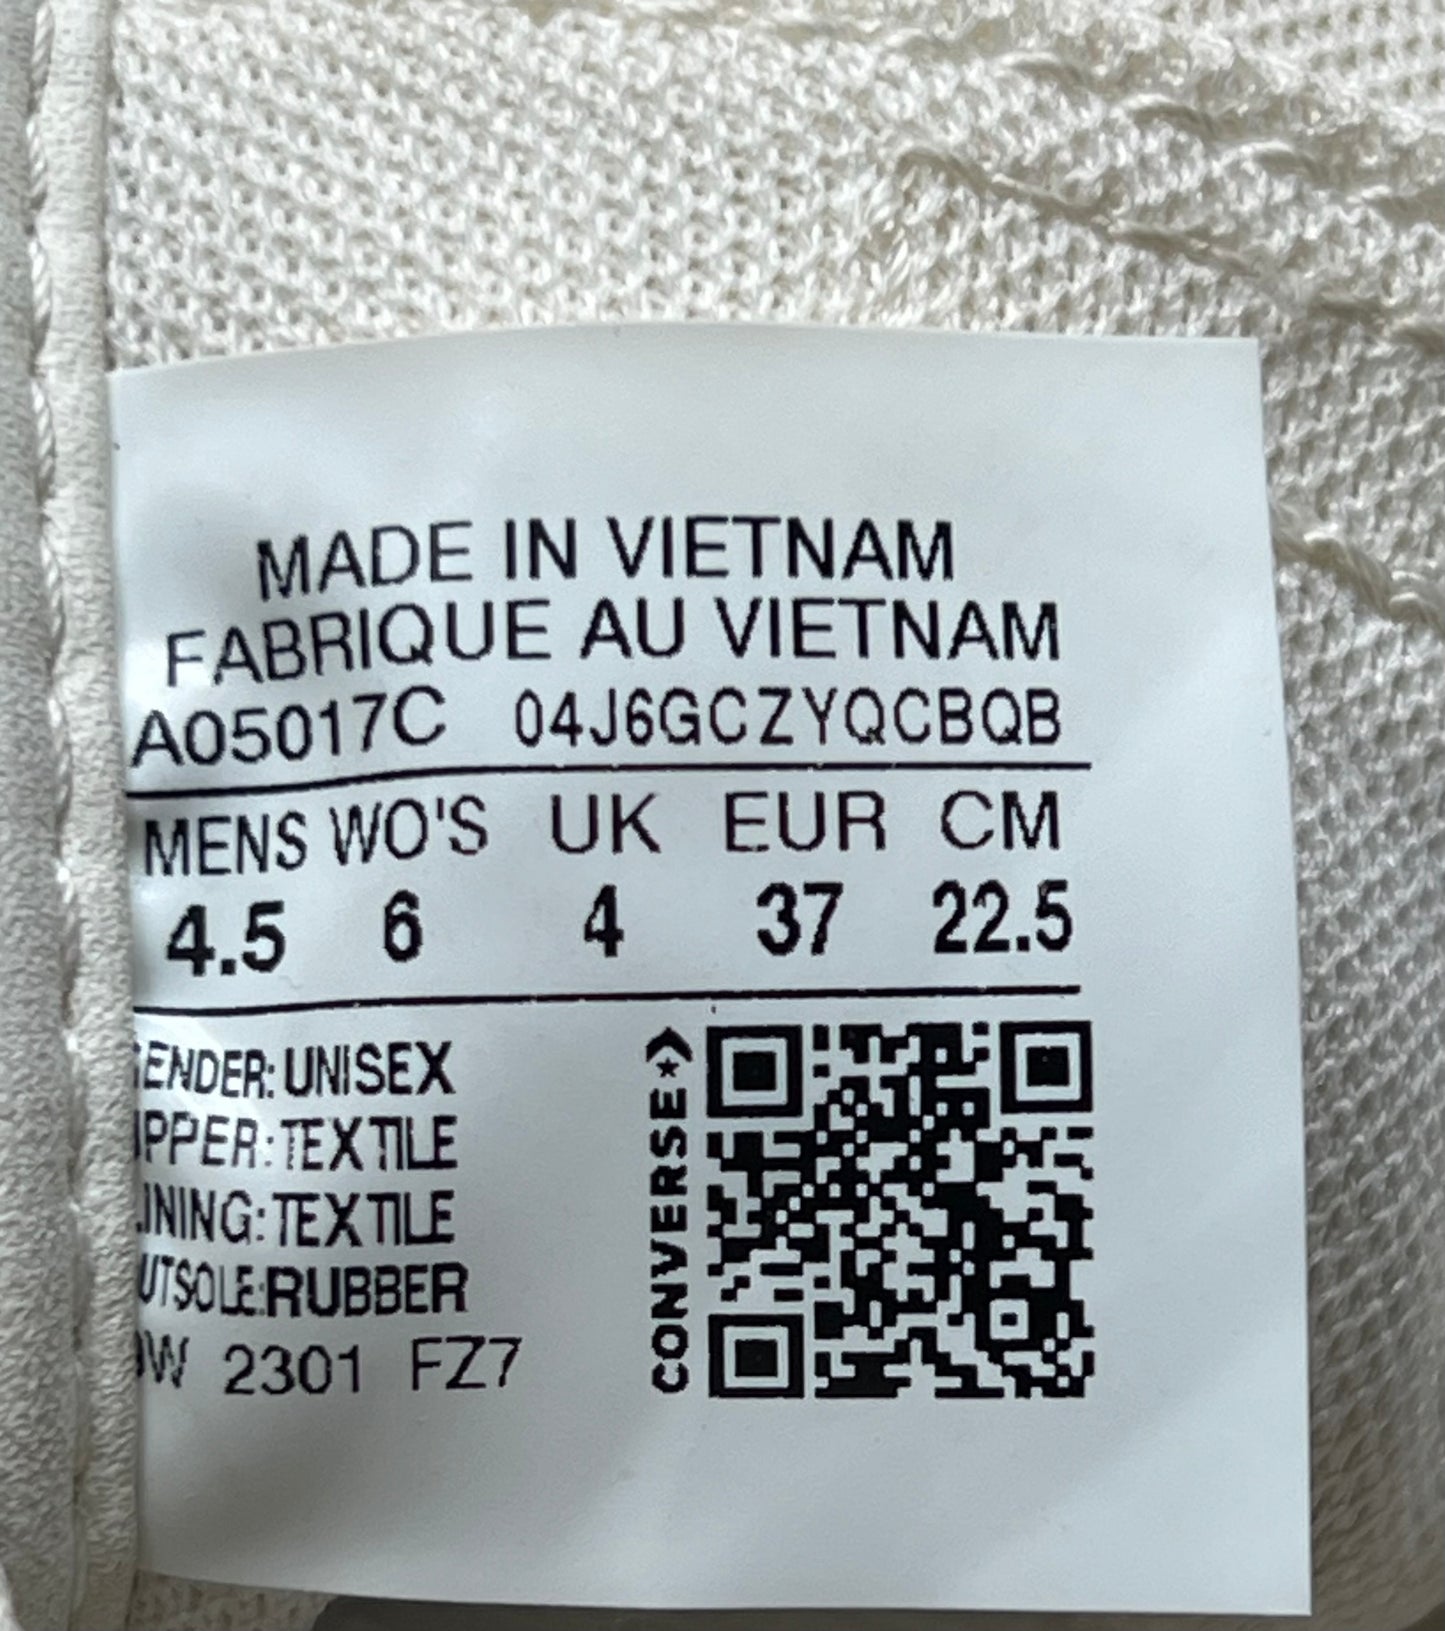 MADE IN VIETNAM
FABRIQUE AU VIETNAM
A05017C 04J6GCZYQCBQB
MENS WO'S UK EUR CM
4.5 6 4 37 22.5
ENDER: UNISEX
PPER: TEXTILE
INING: TEXTILE
UTSOLE:RUBBER
W 2301 FZ7
CONVERSE